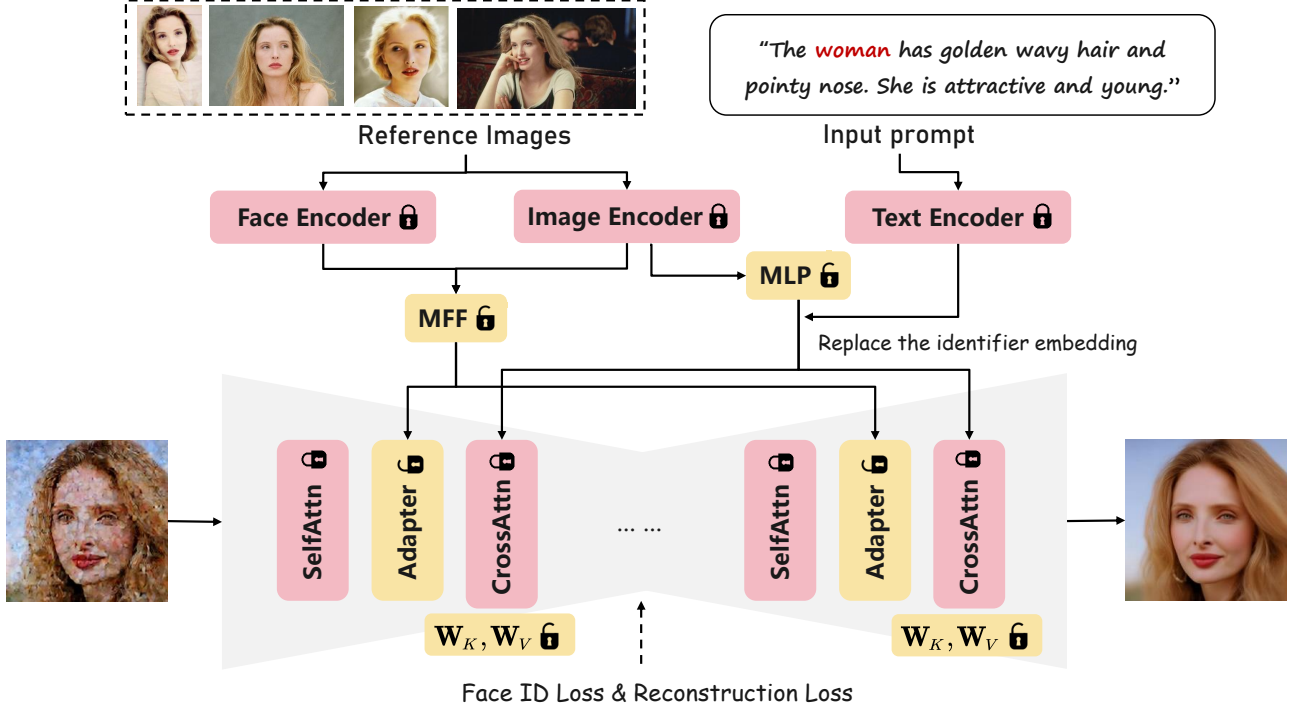 “The woman has golden wavy hair and
pointy nose. She is attractive and young.”
Reference Images
Input prompt
Face Encoder
Image Encoder
Text Encoder
MLP
MFF
Replace the identifier embedding
SelfAttn
Adapter
CrossAttn
... ...
SelfAttn
Adapter
CrossAttn
W_K, W_V
W_K, W_V
Face ID Loss & Reconstruction Loss